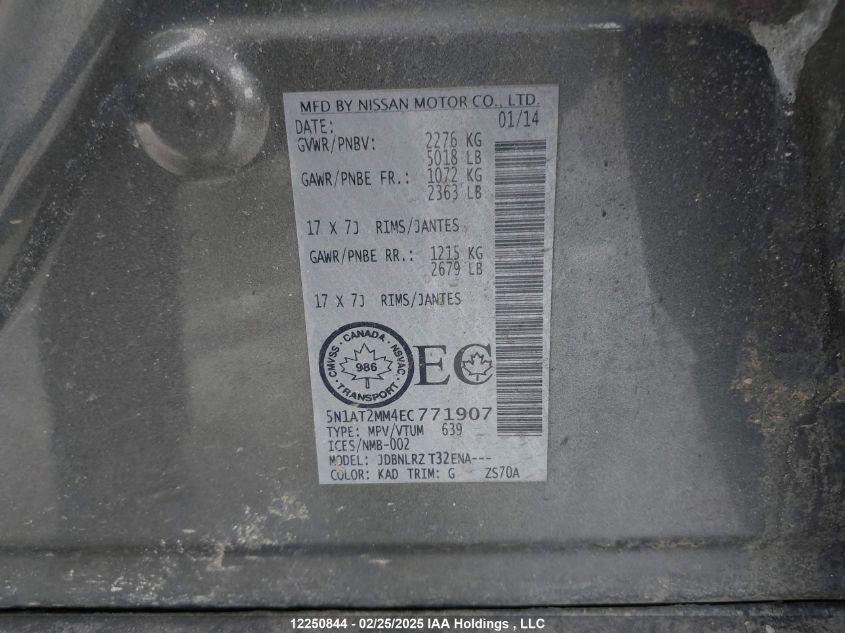 MFD BY NISSAN MOTOR CO., LTD.
DATE: 01/14
GVWR/PNBV: 2276 KG
5018 LB
GAWR/PNBE FR.: 1072 KG
2363 LB
17 X 7J RIMS/JANTES
GAWR/PNBE RR.: 1215 KG
2679 LB
17 X 7J RIMS/JANTES
CMVSS · CANADA · NSVAC
986
TRANSPORT
EC
5N1AT2MM4EC771907
TYPE: MPV/VTUM 639
ICES/NMB-002
MODEL: JDBNLRZ T32ENA---
COLOR: KAD TRIM: G ZS70A
12250844 - 02/25/2025 IAA Holdings , LLC